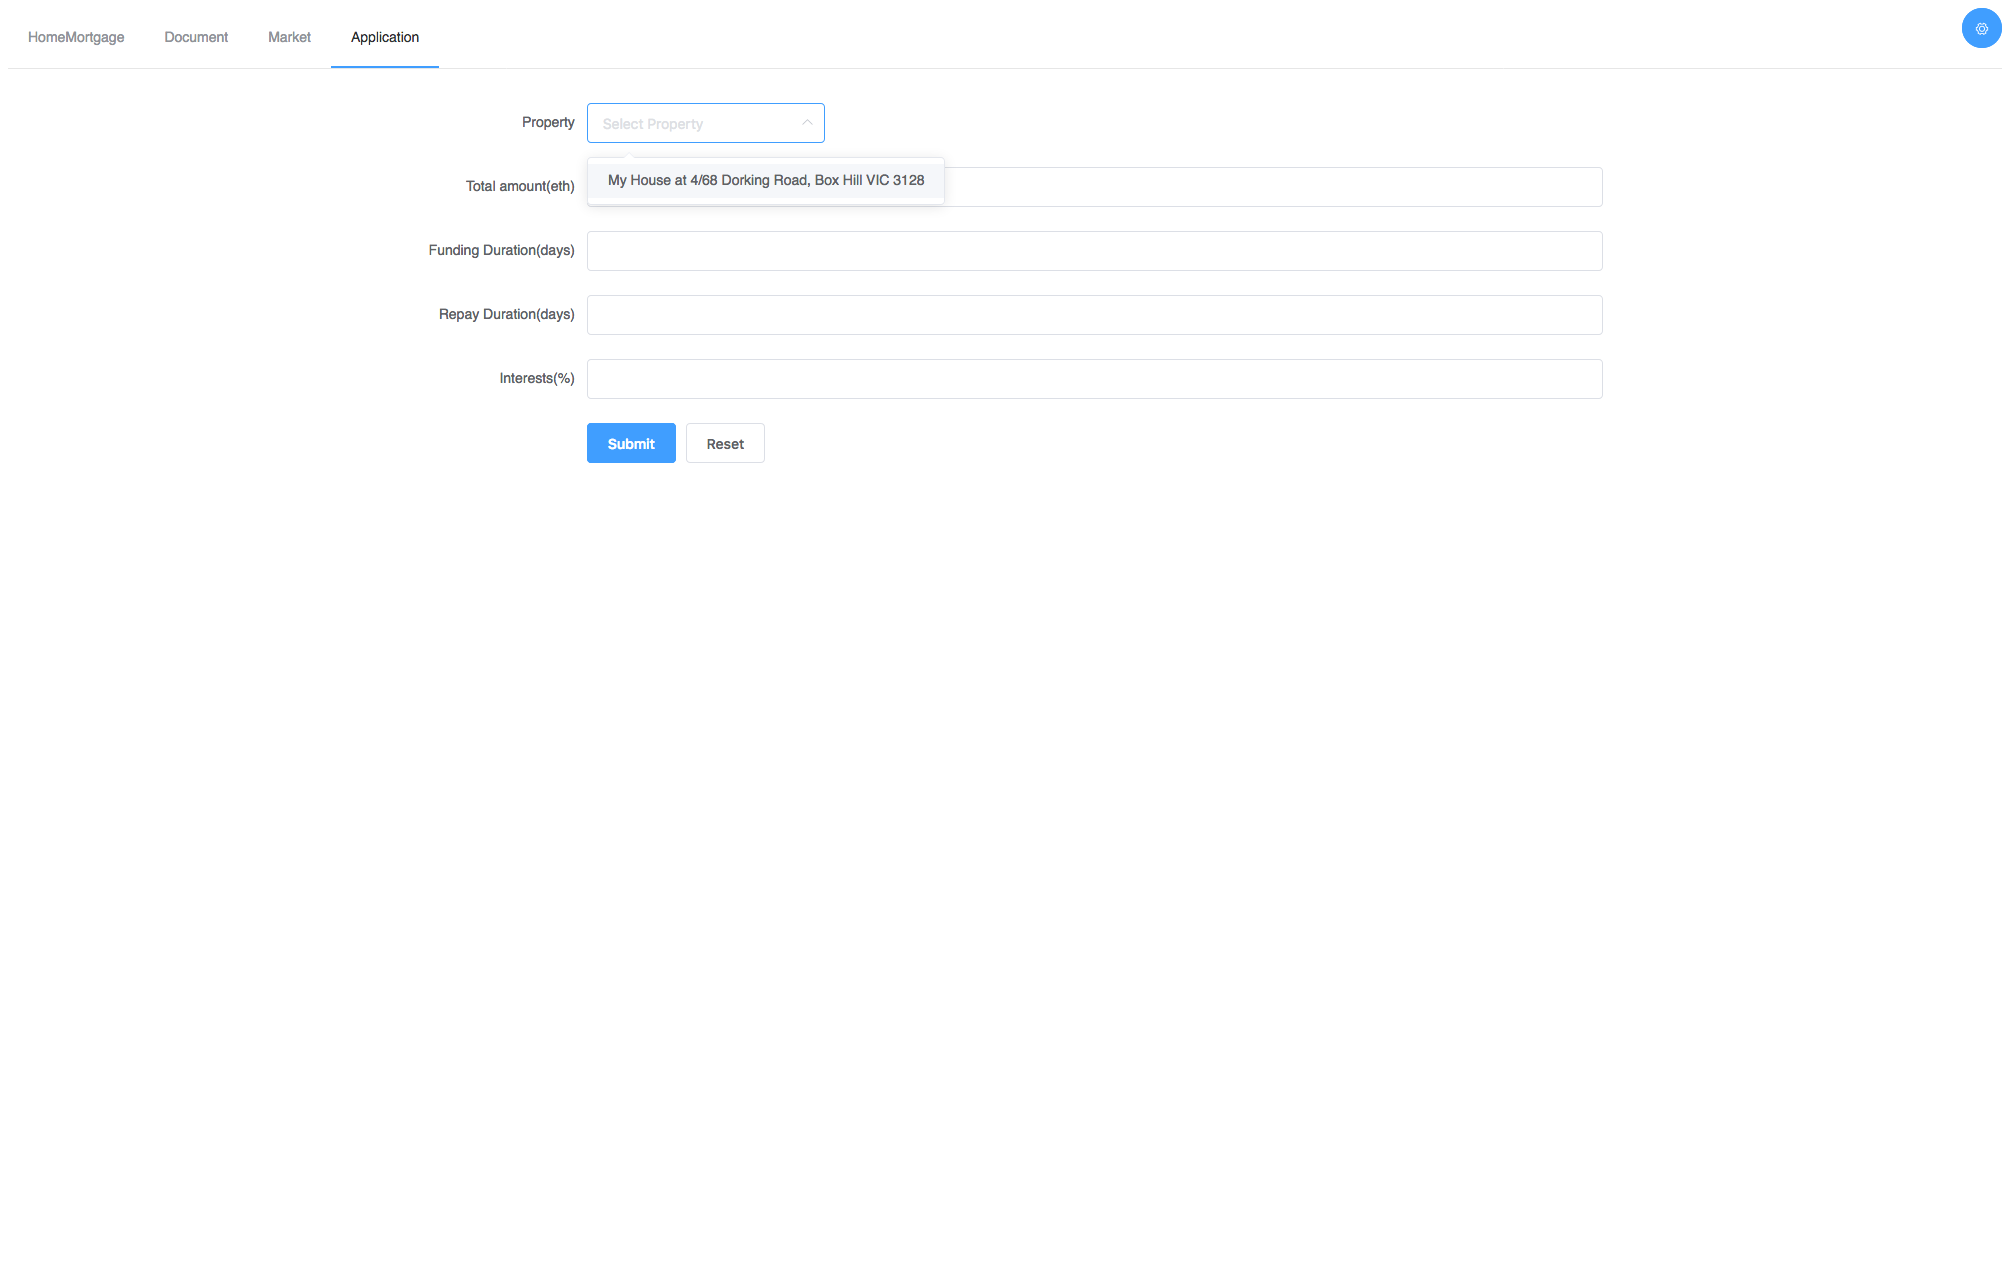 HomeMortgage Document Market Application
Property Select Property
My House at 4/68 Dorking Road, Box Hill VIC 3128
Total amount(eth)
Funding Duration(days)
Repay Duration(days)
Interests(%)
Submit Reset